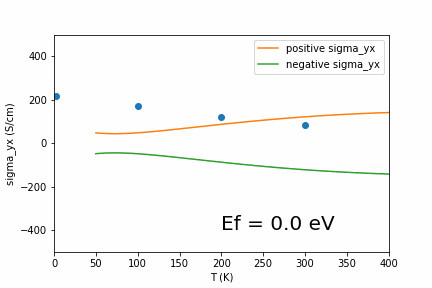 positive sigma_yx
negative sigma_yx
400
200
0
−200
−400
sigma_yx (S/cm)
Ef = 0.0 eV
0
50
100
150
200
250
300
350
400
T (K)